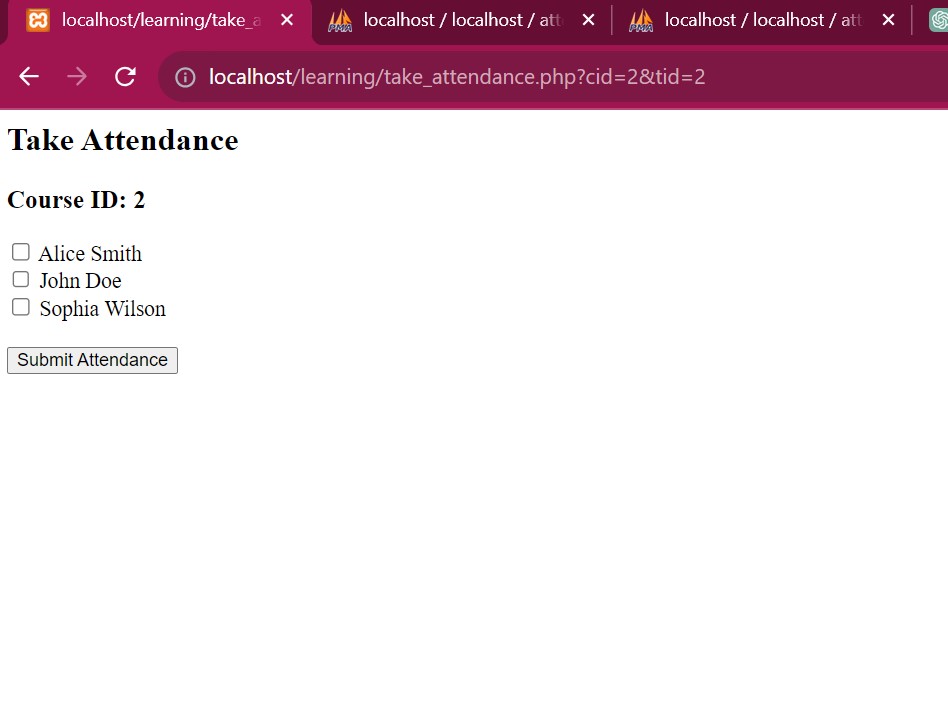 localhost/learning/take_a
localhost / localhost / att
localhost / localhost / att
localhost/learning/take_attendance.php?cid=2&tid=2
Take Attendance
Course ID: 2
Alice Smith
John Doe
Sophia Wilson
Submit Attendance